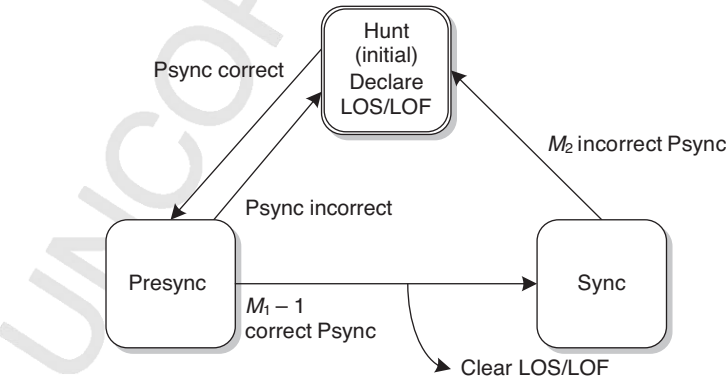 Hunt
(initial)
Declare
LOS/LOF
Psync correct
M₂ incorrect Psync
Psync incorrect
Presync
Sync
M₁ – 1
correct Psync
Clear LOS/LOF
UNCOR